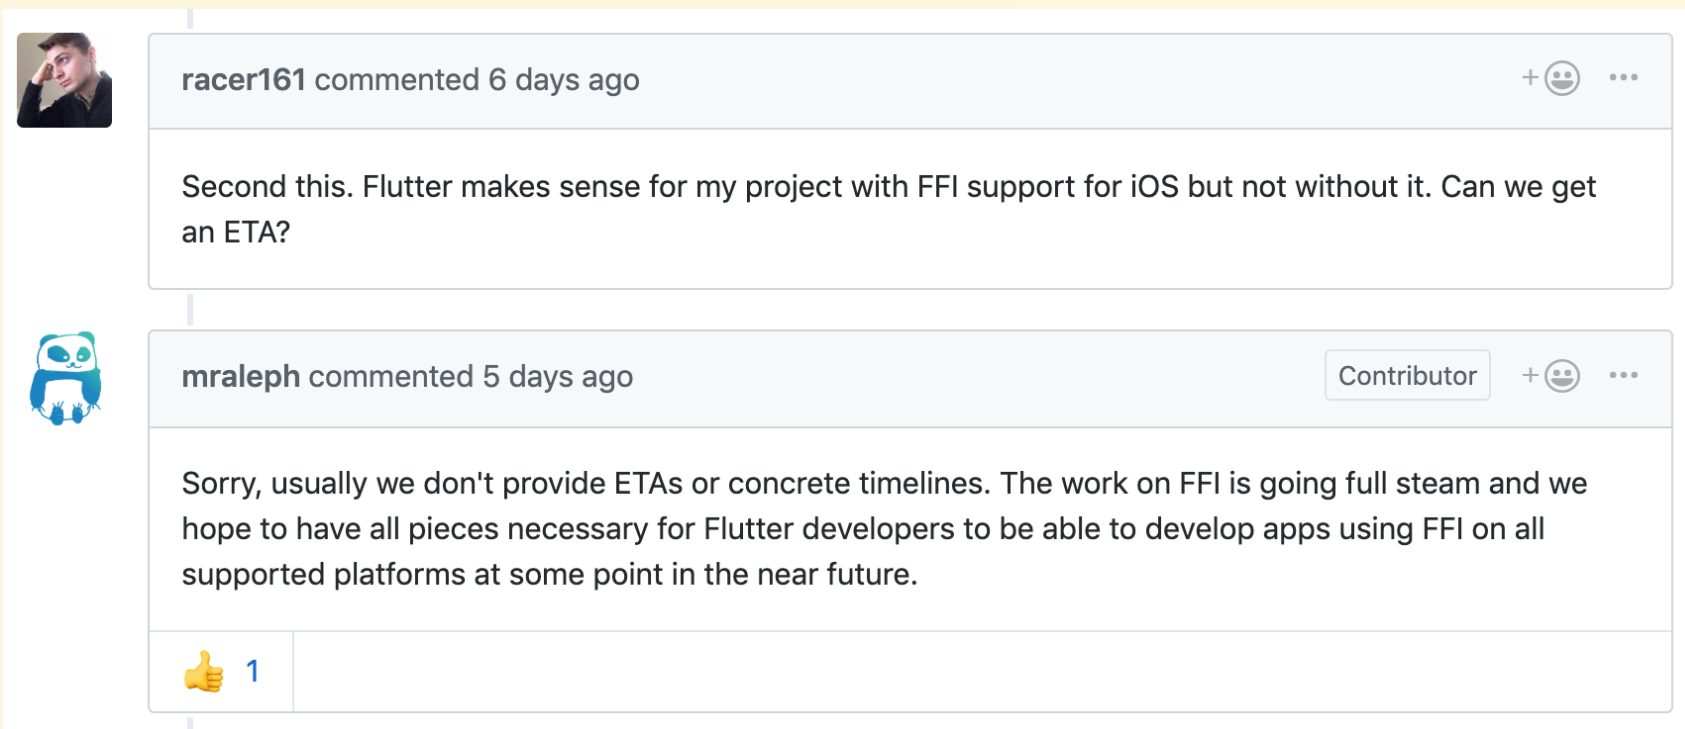 racer161 commented 6 days ago
Second this. Flutter makes sense for my project with FFI support for iOS but not without it. Can we get
an ETA?
mraleph commented 5 days ago
Contributor
Sorry, usually we don't provide ETAs or concrete timelines. The work on FFI is going full steam and we
hope to have all pieces necessary for Flutter developers to be able to develop apps using FFI on all
supported platforms at some point in the near future.
👍 1